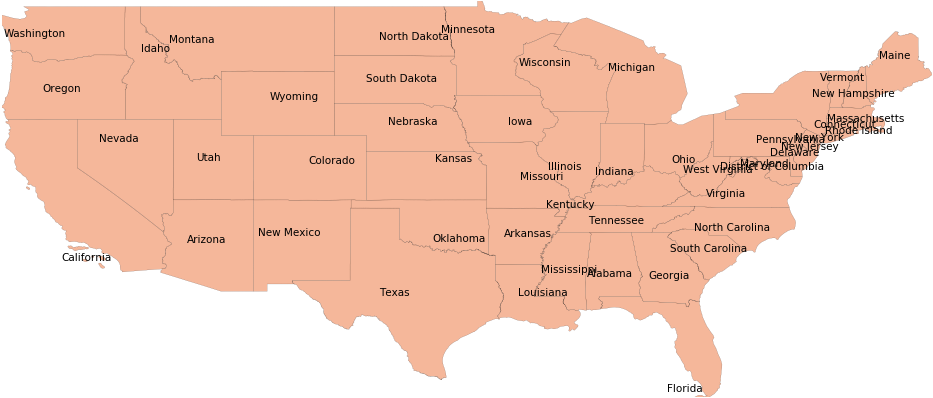 Minnesota
Washington
North Dakota
Montana
Idaho
Maine
Wisconsin
Michigan
South Dakota
Vermont
Oregon
New Hampshire
Wyoming
Massachusetts
Nebraska
Iowa
Connecticut
Rhode Island
Nevada
New York
Pennsylvania
New Jersey
Delaware
Utah
Kansas
Colorado
Ohio
Maryland
Illinois
District of Columbia
West Virginia
Indiana
Missouri
Virginia
Kentucky
Tennessee
North Carolina
New Mexico
Arkansas
Oklahoma
Arizona
South Carolina
California
Mississippi
Alabama
Georgia
Texas
Louisiana
Florida